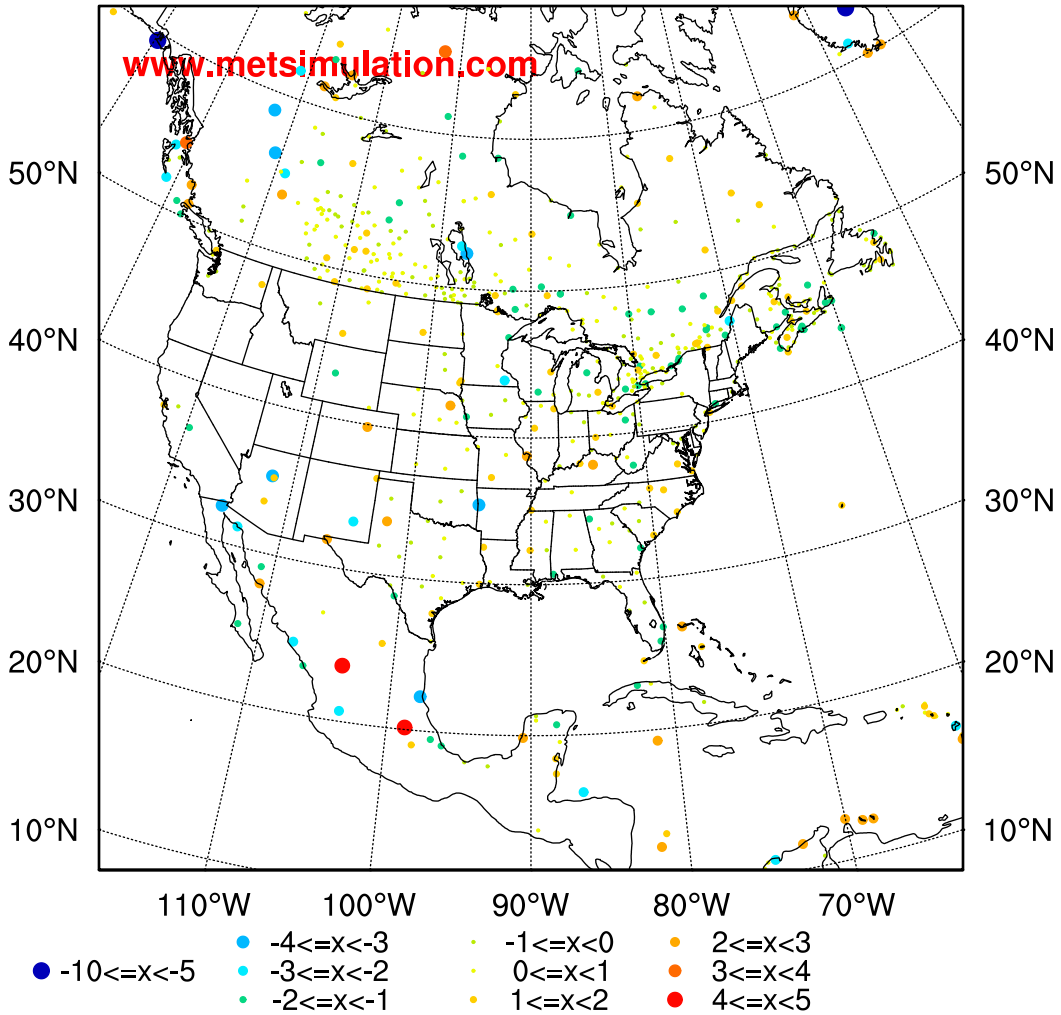 www.metsimulation.com
50°N 50°N
40°N 40°N
30°N 30°N
20°N 20°N
10°N 10°N
110°W 100°W 90°W 80°W 70°W
-4<=x<-3 -1<=x<0 2<=x<3
-10<=x<-5 -3<=x<-2 0<=x<1 3<=x<4
-2<=x<-1 1<=x<2 4<=x<5